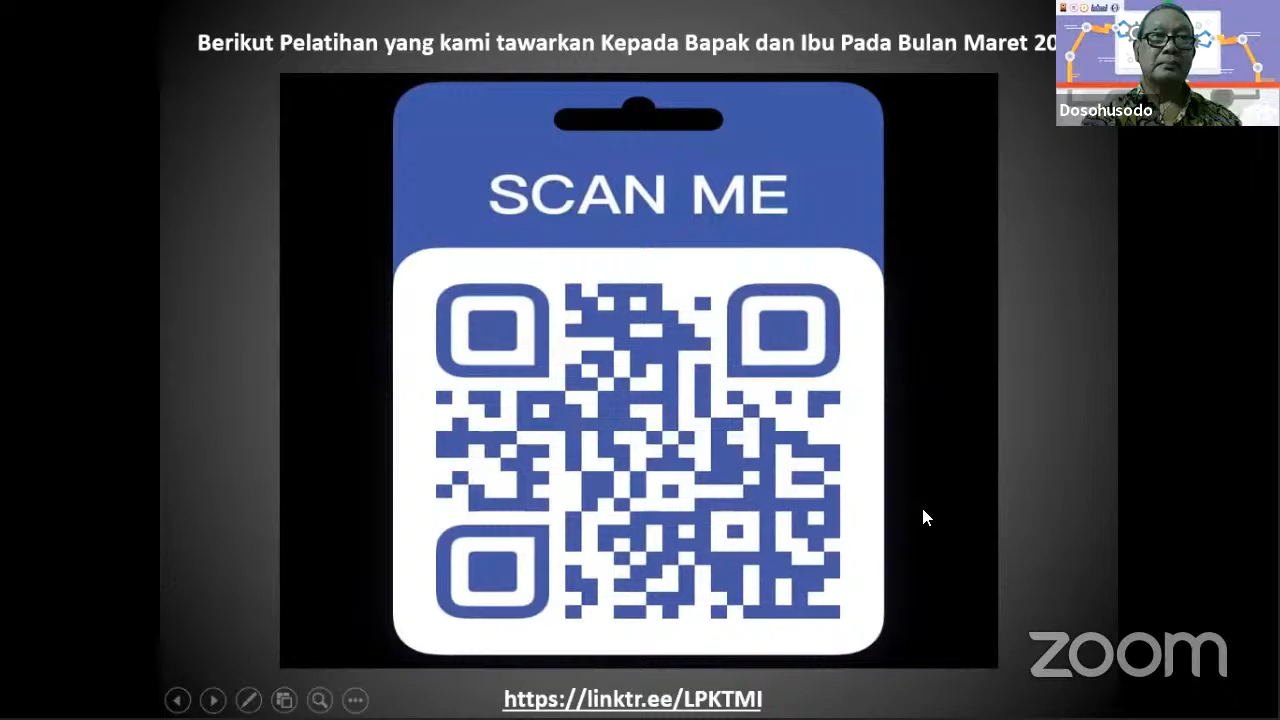 Berikut Pelatihan yang kami tawarkan Kepada Bapak dan Ibu Pada Bulan Maret 20
Dosohusodo
SCAN ME
zoom
https://linktr.ee/LPKTMI